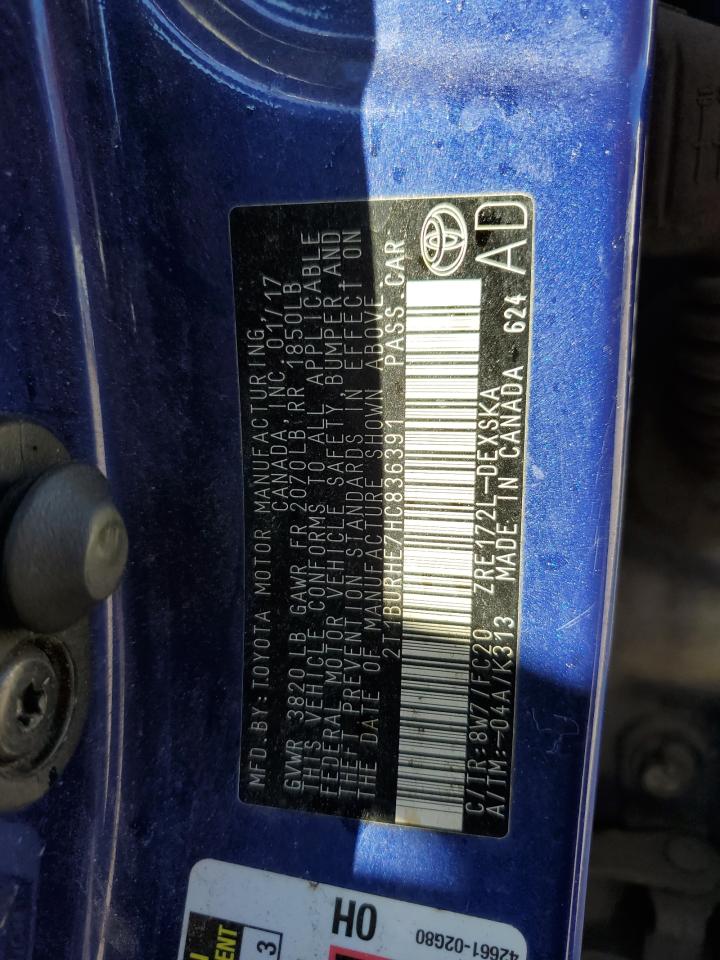 MFD. BY: TOYOTA MOTOR MANUFACTURING
CANADA, INC. 01/17
GVWR 3820LB GAWR FR 2070LB RR 1850LB
THIS VEHICLE CONFORMS TO ALL APPLICABLE
FEDERAL MOTOR VEHICLE SAFETY, BUMPER AND
THEFT PREVENTION STANDARDS IN EFFECT ON
THE DATE OF MANUFACTURE SHOWN ABOVE
2T1BURHE7HC836391 PASS.CAR
C/TR:8W7/FC20 ZRE172L-DEXSKA
A/TM:-04A/K313 MADE IN CANADA 624
AD
3
OH
42661-02G80